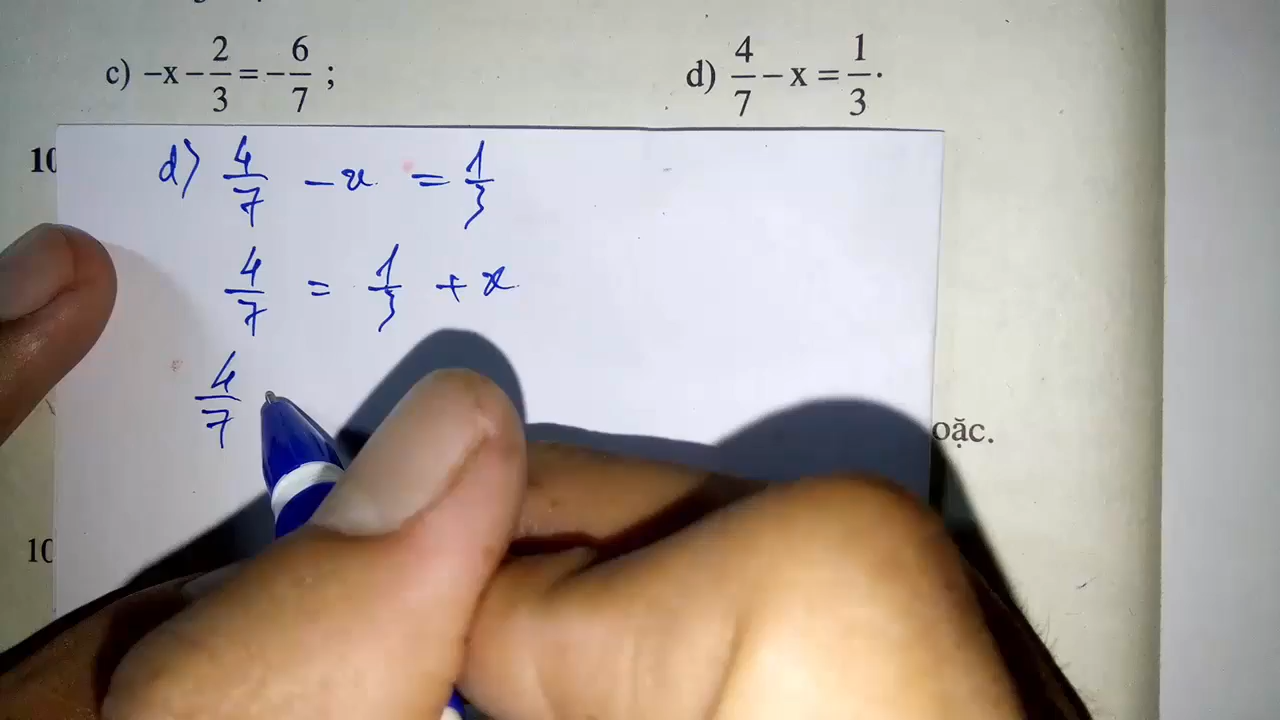 c) −x − 2/3 = −6/7 ;
d) 4/7 − x = 1/3.
10
d) 4/7 − x = 1/3
4/7 = 1/3 + x
4/7
oặc.
10